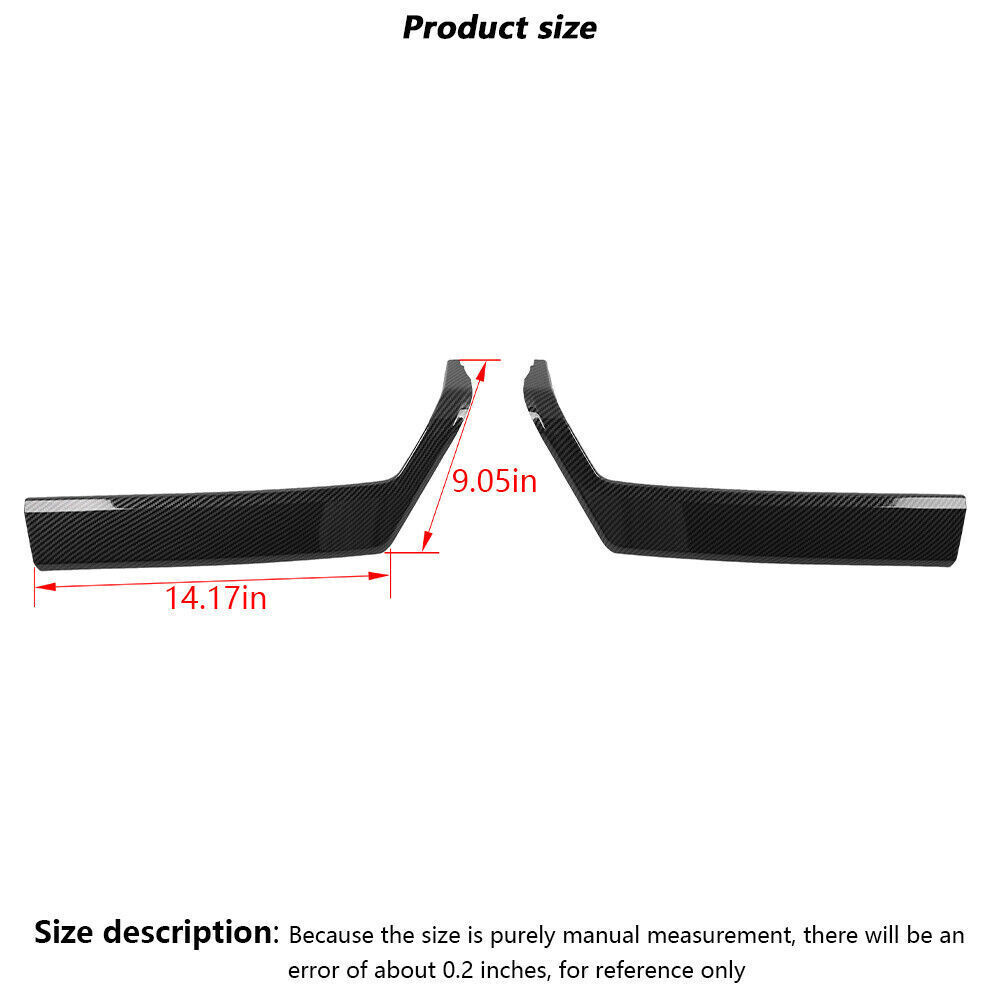 Product size
9.05in
14.17in
Size description: Because the size is purely manual measurement, there will be an
error of about 0.2 inches, for reference only